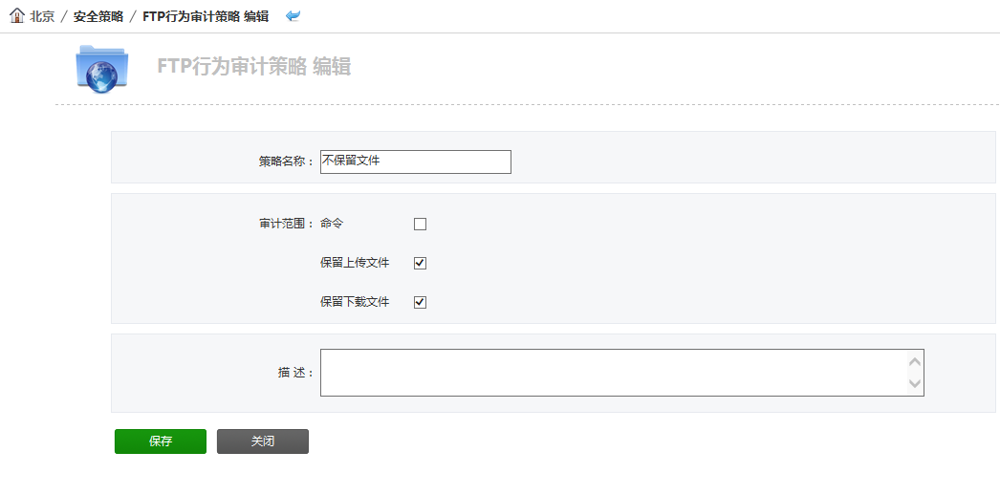 北京 / 安全策略 / FTP行为审计策略 编辑
FTP行为审计策略 编辑
策略名称： 不保留文件
审计范围： 命令
保留上传文件
保留下载文件
描 述：
保存 关闭